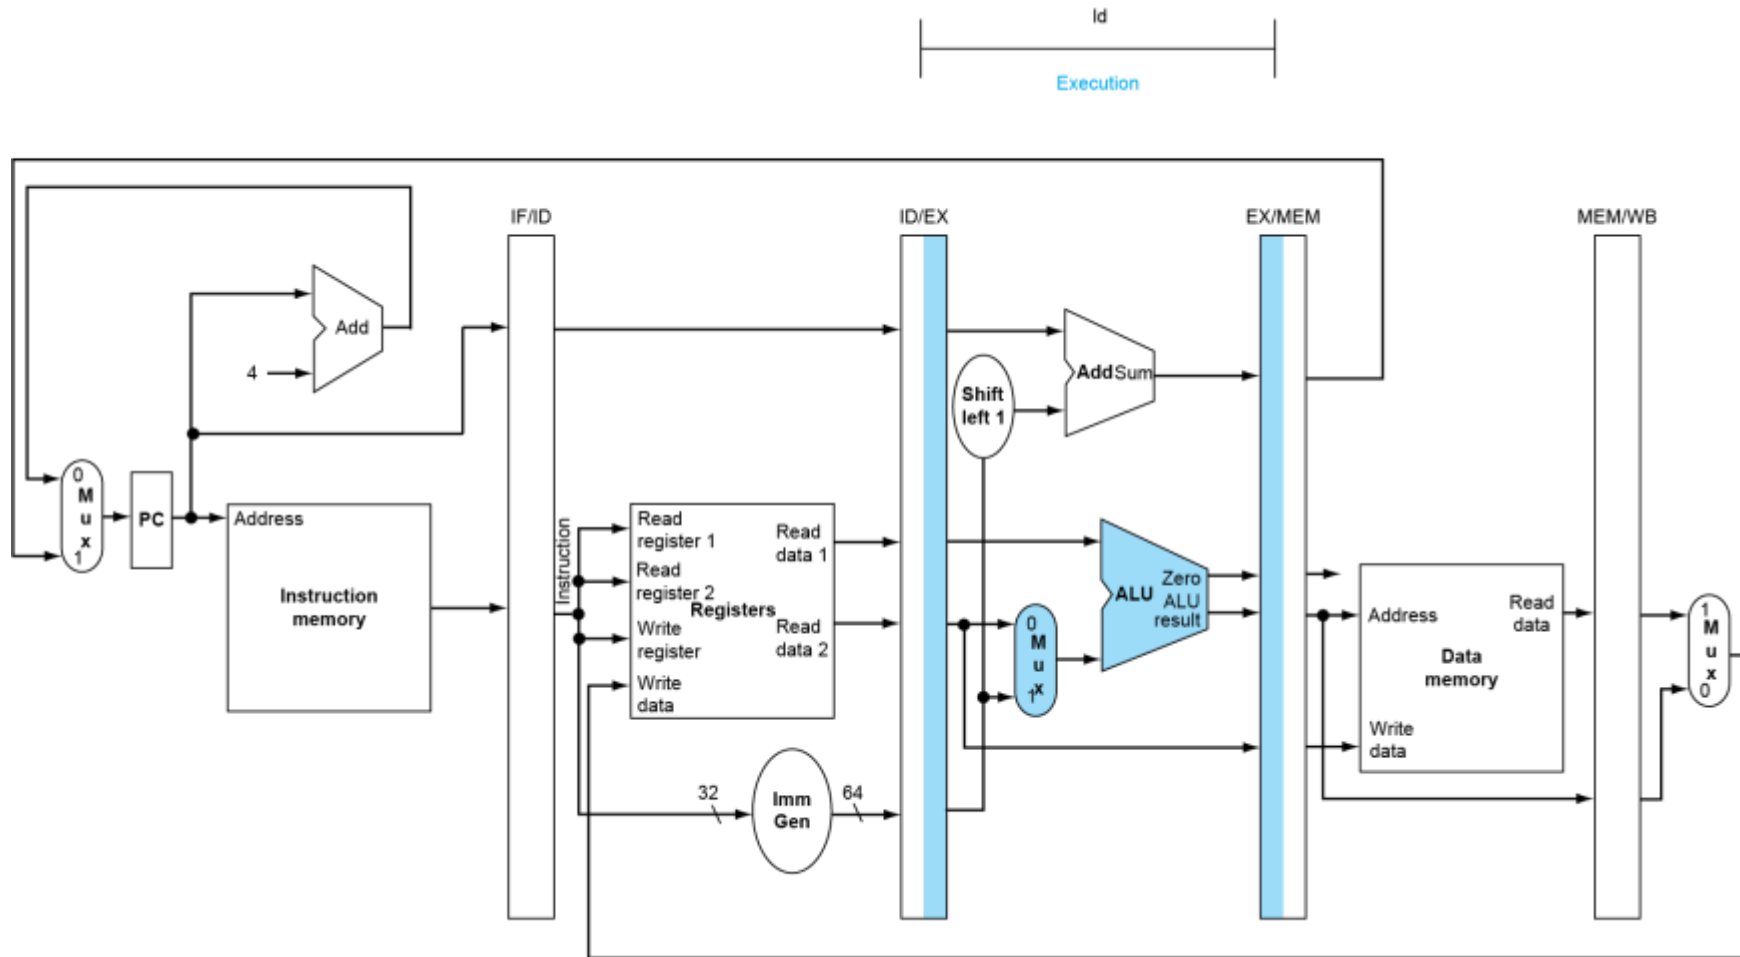 ld
Execution
IF/ID
ID/EX
EX/MEM
MEM/WB
Add
4
Add Sum
Shift
left 1
0
M
u
x
1
PC
Address
Instruction
memory
Instruction
Read
register 1
Read
register 2
Write
register
Write
data
Registers
Read
data 1
Read
data 2
32
Imm
Gen
64
0
M
u
x
1
Zero
ALU
ALU
result
Address
Read
data
Data
memory
Write
data
1
M
u
x
0